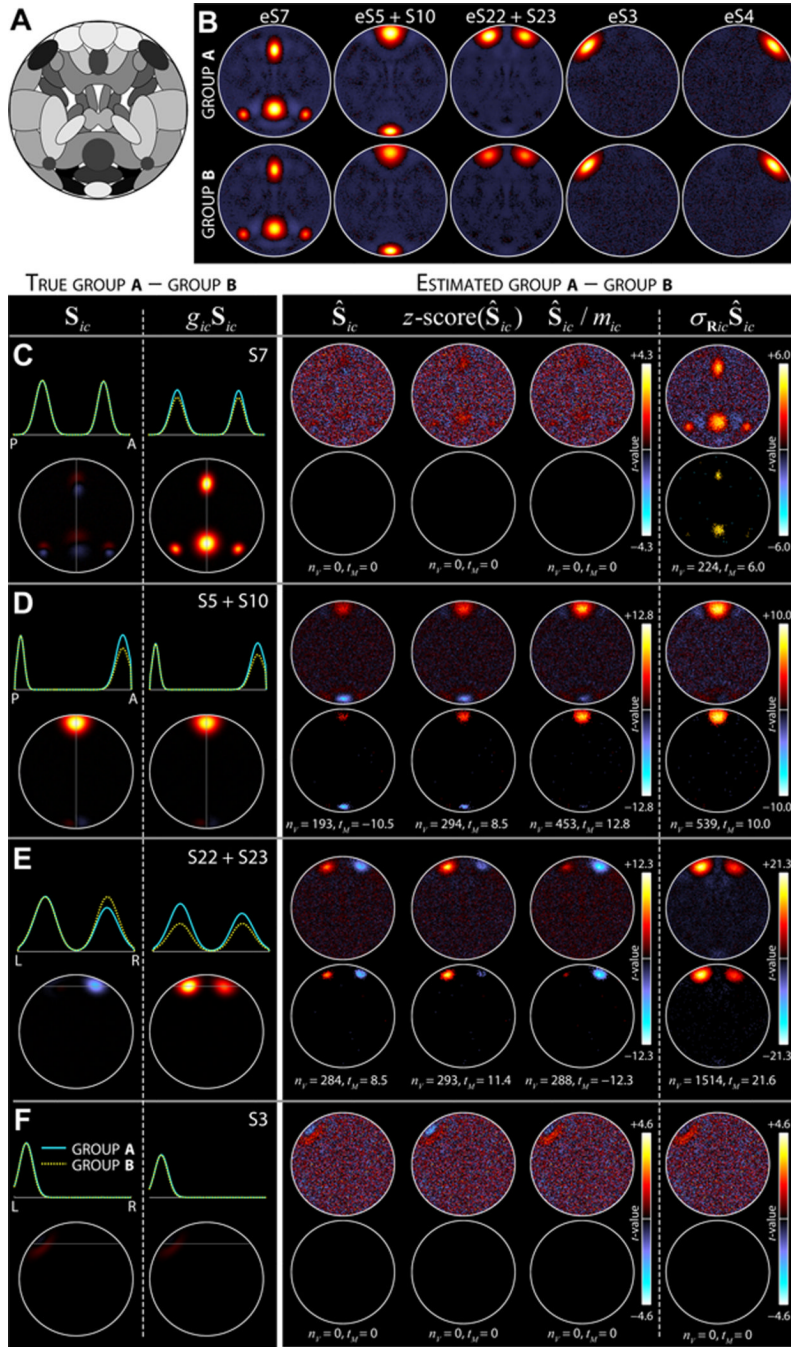 A
B
eS7 eS5 + S10 eS22 + S23 eS3 eS4
GROUP A
GROUP B
TRUE GROUP A – GROUP B ESTIMATED GROUP A – GROUP B
S_ic g_ic S_ic Ŝ_ic z-score(Ŝ_ic) Ŝ_ic / m_ic σ_Ric Ŝ_ic
C S7
P A
+4.3 +6.0
t-value t-value
−4.3 −6.0
n_V = 0, t_M = 0 n_V = 0, t_M = 0 n_V = 0, t_M = 0 n_V = 224, t_M = 6.0
D S5 + S10
P A
+12.8 +10.0
t-value t-value
−12.8 −10.0
n_V = 193, t_M = −10.5 n_V = 294, t_M = 8.5 n_V = 453, t_M = 12.8 n_V = 539, t_M = 10.0
E S22 + S23
L R
+12.3 +21.3
t-value t-value
−12.3 −21.3
n_V = 284, t_M = 8.5 n_V = 293, t_M = 11.4 n_V = 288, t_M = −12.3 n_V = 1514, t_M = 21.6
F S3
GROUP A
GROUP B
L R
+4.6 +4.6
t-value t-value
−4.6 −4.6
n_V = 0, t_M = 0 n_V = 0, t_M = 0 n_V = 0, t_M = 0 n_V = 0, t_M = 0